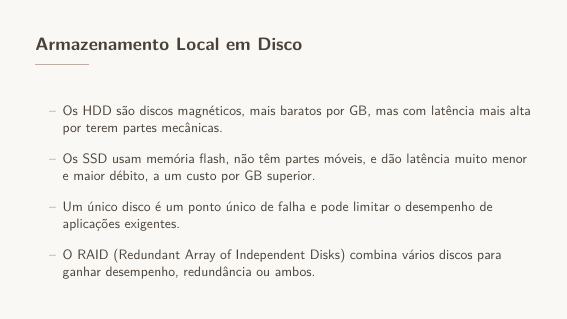 Armazenamento Local em Disco
– Os HDD são discos magnéticos, mais baratos por GB, mas com latência mais alta
por terem partes mecânicas.
– Os SSD usam memória flash, não têm partes móveis, e dão latência muito menor
e maior débito, a um custo por GB superior.
– Um único disco é um ponto único de falha e pode limitar o desempenho de
aplicações exigentes.
– O RAID (Redundant Array of Independent Disks) combina vários discos para
ganhar desempenho, redundância ou ambos.